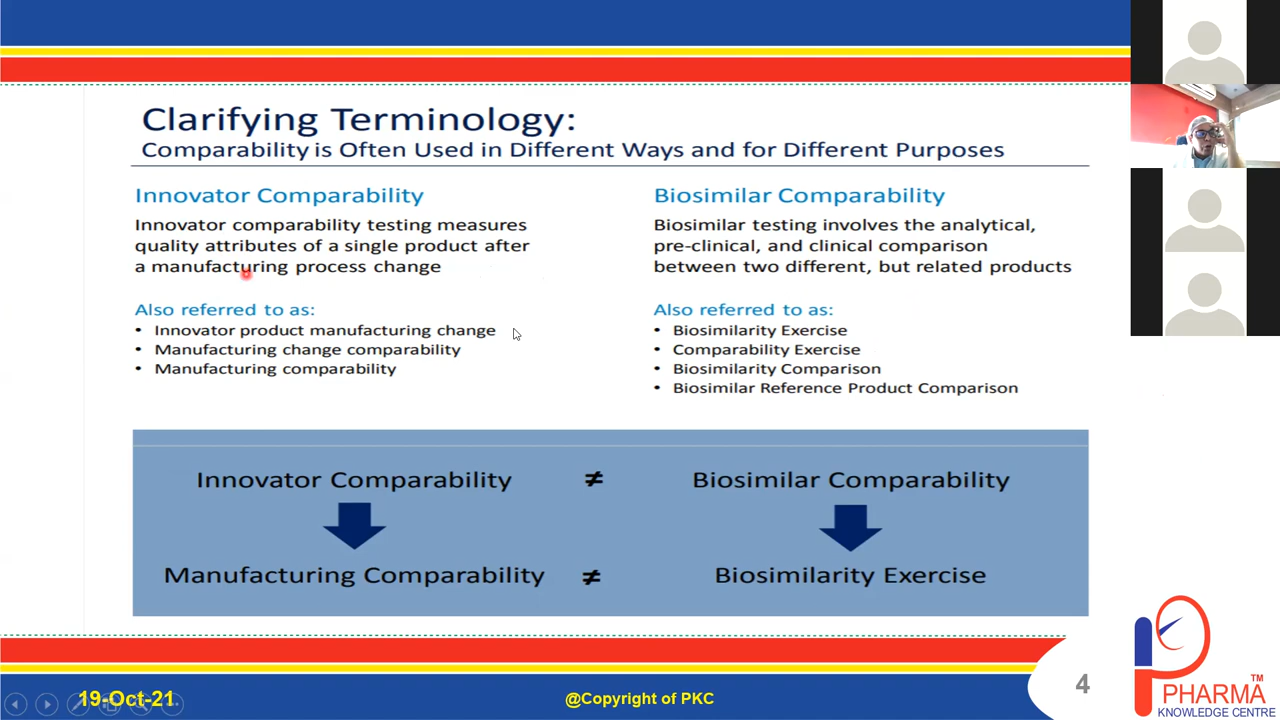 Clarifying Terminology:
Comparability is Often Used in Different Ways and for Different Purposes
Innovator Comparability
Innovator comparability testing measures
quality attributes of a single product after
a manufacturing process change
Also referred to as:
• Innovator product manufacturing change
• Manufacturing change comparability
• Manufacturing comparability
Biosimilar Comparability
Biosimilar testing involves the analytical,
pre-clinical, and clinical comparison
between two different, but related products
Also referred to as:
• Biosimilarity Exercise
• Comparability Exercise
• Biosimilarity Comparison
• Biosimilar Reference Product Comparison
Innovator Comparability ≠ Biosimilar Comparability
Manufacturing Comparability ≠ Biosimilarity Exercise
19-Oct-21
@Copyright of PKC
4
PHARMA™
KNOWLEDGE CENTRE